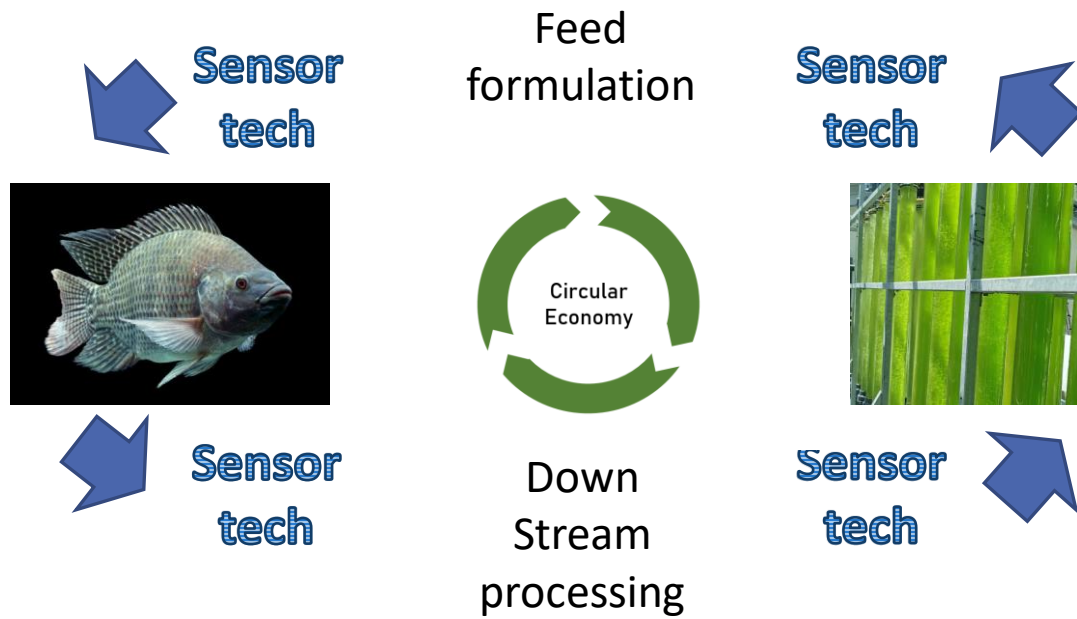 Feed
formulation
Sensor
tech
Sensor
tech
Circular
Economy
Sensor
tech
Sensor
tech
Down
Stream
processing